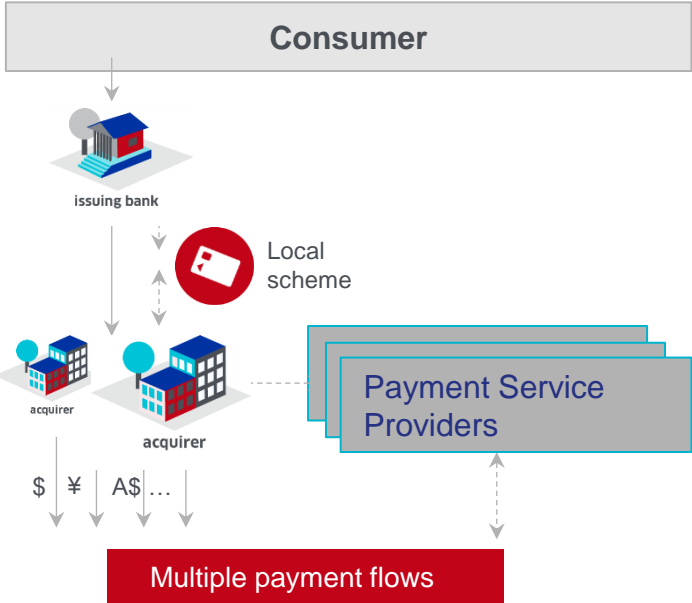 Consumer
issuing bank
Local
scheme
acquirer
acquirer
Payment Service
Providers
$ ¥ A$ ...
Multiple payment flows